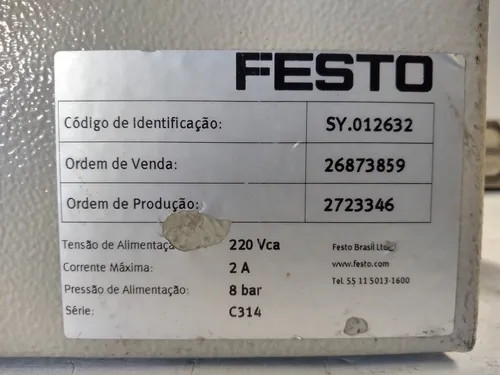 FESTO
Código de Identificação: SY.012632
Ordem de Venda: 26873859
Ordem de Produção: 2723346
Tensão de Alimentaçã 220 Vca Festo Brasil Ltda
Corrente Máxima: 2 A www.festo.com
Pressão de Alimentação: 8 bar Tel. 55 11 5013-1600
Série: C314